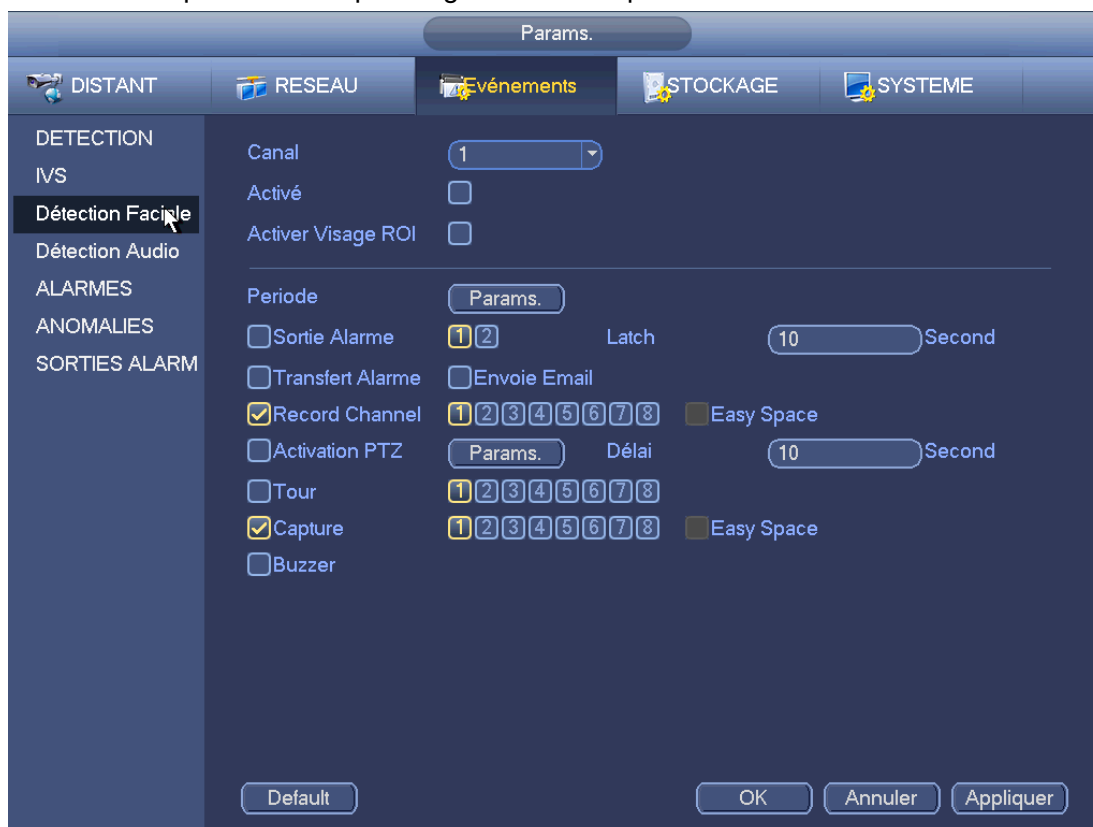 Params.
DISTANT RESEAU Evénements STOCKAGE SYSTEME
DETECTION
IVS
Détection Faciale
Détection Audio
ALARMES
ANOMALIES
SORTIES ALARM
Canal 1
Activé
Activer Visage ROI
Periode Params.
Sortie Alarme 1 2 Latch 10 Second
Transfert Alarme Envoie Email
Record Channel 1 2 3 4 5 6 7 8 Easy Space
Activation PTZ Params. Délai 10 Second
Tour 1 2 3 4 5 6 7 8
Capture 1 2 3 4 5 6 7 8 Easy Space
Buzzer
Default OK Annuler Appliquer